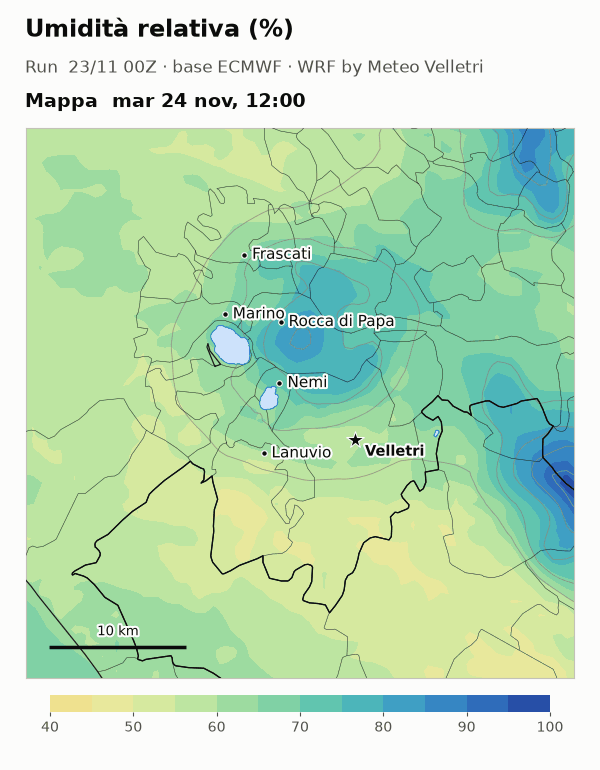 Umidità relativa (%)
Run  23/11 00Z · base ECMWF · WRF by Meteo Velletri
Mappa  mar 24 nov, 12:00
Frascati
Marino
Rocca di Papa
Nemi
Velletri
Lanuvio
10 km
40 50 60 70 80 90 100